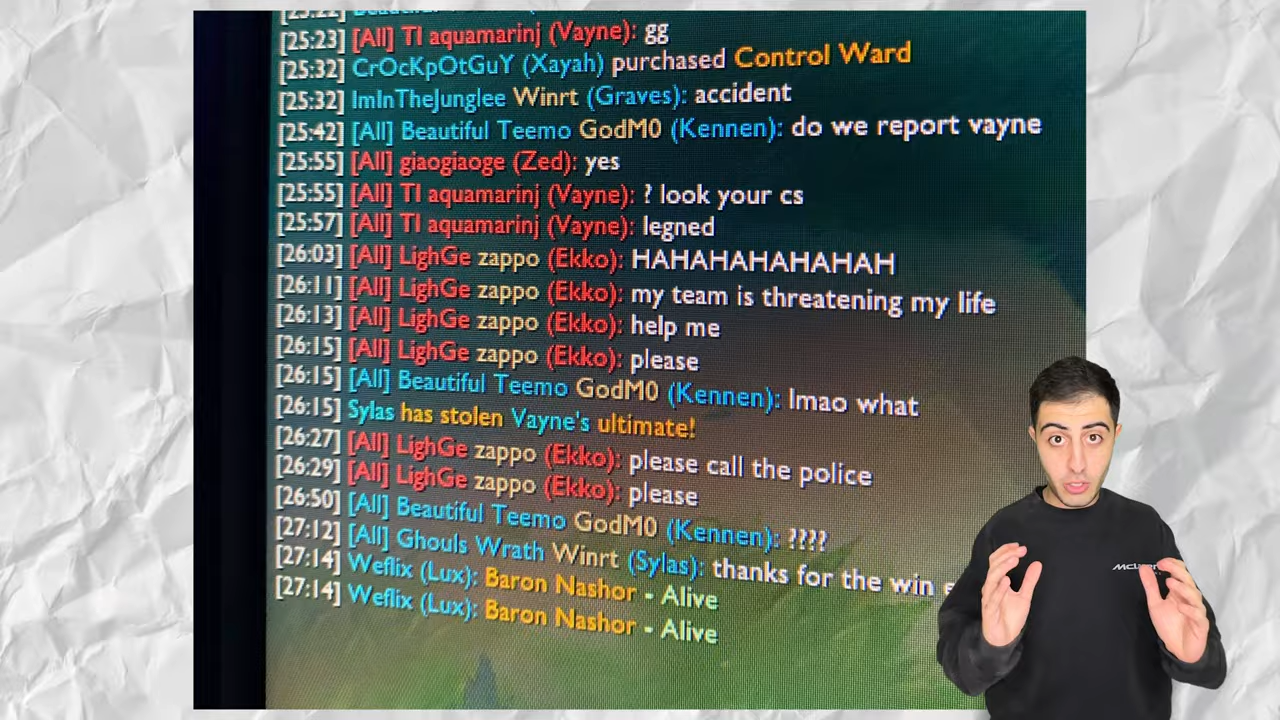 [25:22]
[25:23] [All] TI aquamarinj (Vayne): gg
[25:32] CrOcKpOtGuY (Xayah) purchased Control Ward
[25:32] ImInTheJunglee Winrt (Graves): accident
[25:42] [All] Beautiful Teemo GodM0 (Kennen): do we report vayne
[25:55] [All] giaogiaoge (Zed): yes
[25:55] [All] TI aquamarinj (Vayne): ? look your cs
[25:57] [All] TI aquamarinj (Vayne): legned
[26:03] [All] LighGe zappo (Ekko): HAHAHAHAHAHAH
[26:11] [All] LighGe zappo (Ekko): my team is threatening my life
[26:13] [All] LighGe zappo (Ekko): help me
[26:15] [All] LighGe zappo (Ekko): please
[26:15] [All] Beautiful Teemo GodM0 (Kennen): lmao what
[26:15] Sylas has stolen Vayne's ultimate!
[26:27] [All] LighGe zappo (Ekko): please call the police
[26:29] [All] LighGe zappo (Ekko): please
[26:50] [All] Beautiful Teemo GodM0 (Kennen): ????
[27:12] [All] Ghouls Wrath Winrt (Sylas): thanks for the win
[27:14] Weflix (Lux): Baron Nashor - Alive
[27:14] Weflix (Lux): Baron Nashor - Alive